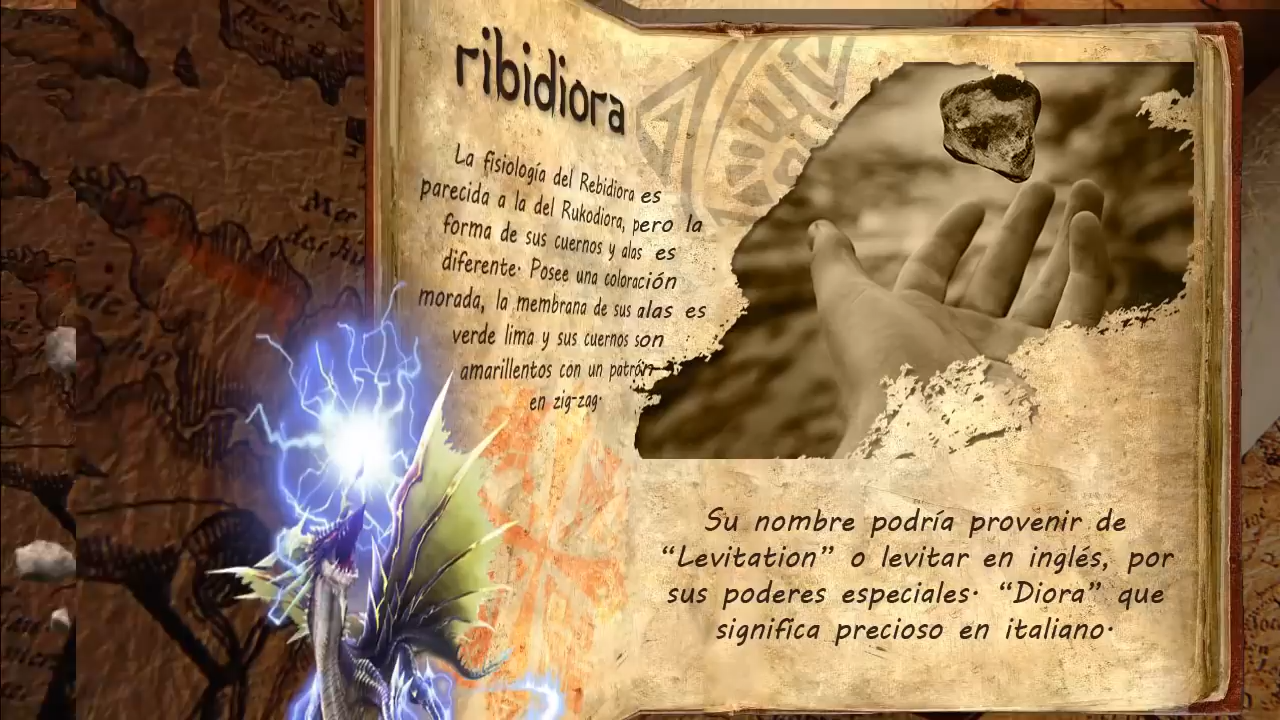 ribidiora
La fisiología del Rebidiora es
parecida a la del Rukodiora, pero la
forma de sus cuernos y alas es
diferente. Posee una coloración
morada, la membrana de sus alas es
verde lima y sus cuernos son
amarillentos con un patrón
en zig-zag.
Su nombre podría provenir de
“Levitation” o levitar en inglés, por
sus poderes especiales. “Diora” que
significa precioso en italiano.